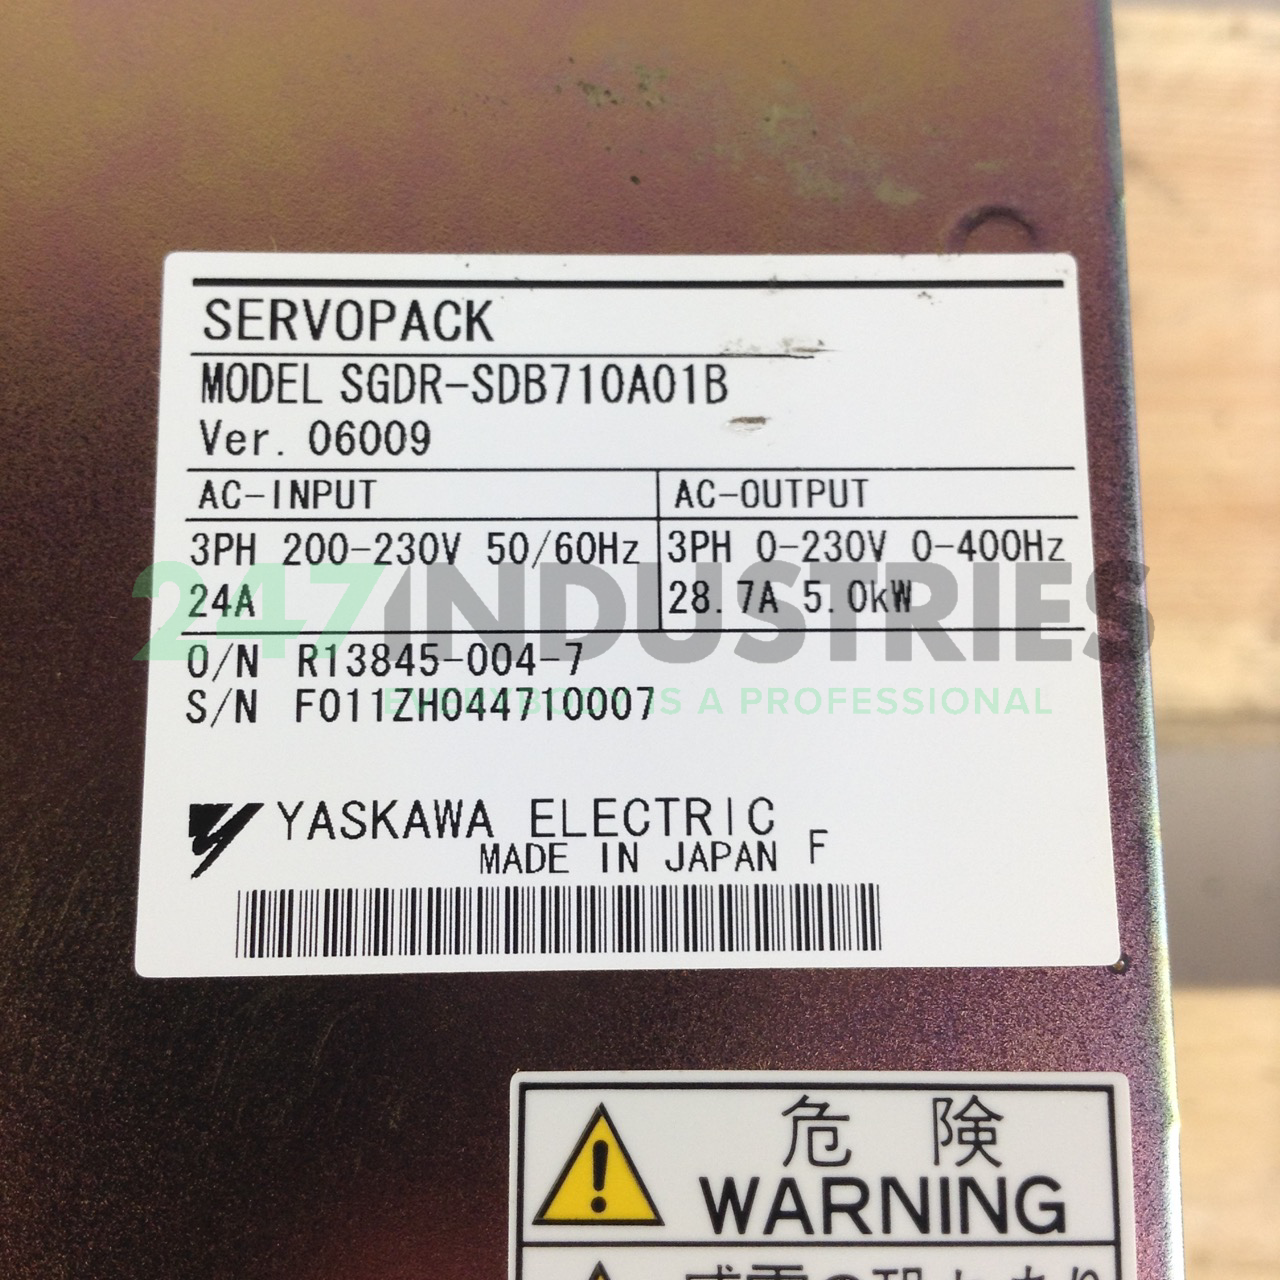 SERVOPACK
MODEL SGDR-SDB710A01B
Ver. 06009
AC-INPUT
AC-OUTPUT
3PH 200-230V 50/60Hz
24A
3PH 0-230V 0-400Hz
28.7A 5.0kW
247INDUSTRIES
O/N R13845-004-7
S/N F011ZH044710007
EVERYBODY IS A PROFESSIONAL
YASKAWA ELECTRIC
MADE IN JAPAN F
危 険
WARNING